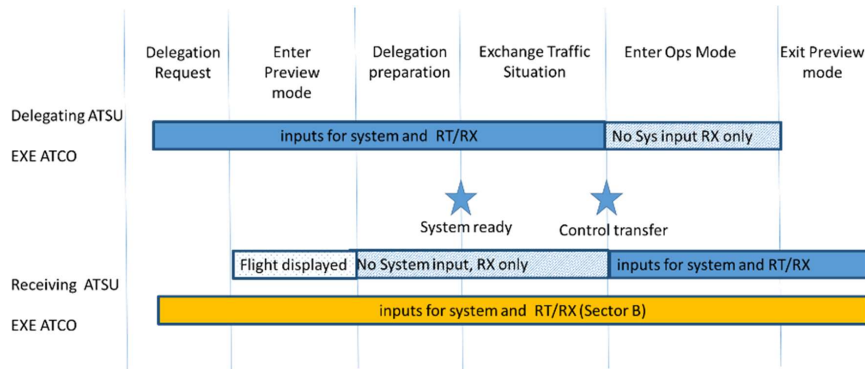 Delegation
Request
Enter
Preview
mode
Delegation
preparation
Exchange Traffic
Situation
Enter Ops Mode
Exit Preview
mode
Delegating ATSU
EXE ATCO
inputs for system and RT/RX
No Sys input RX only
System ready
Control transfer
Receiving ATSU
EXE ATCO
Flight displayed
No System input, RX only
inputs for system and RT/RX
inputs for system and RT/RX (Sector B)